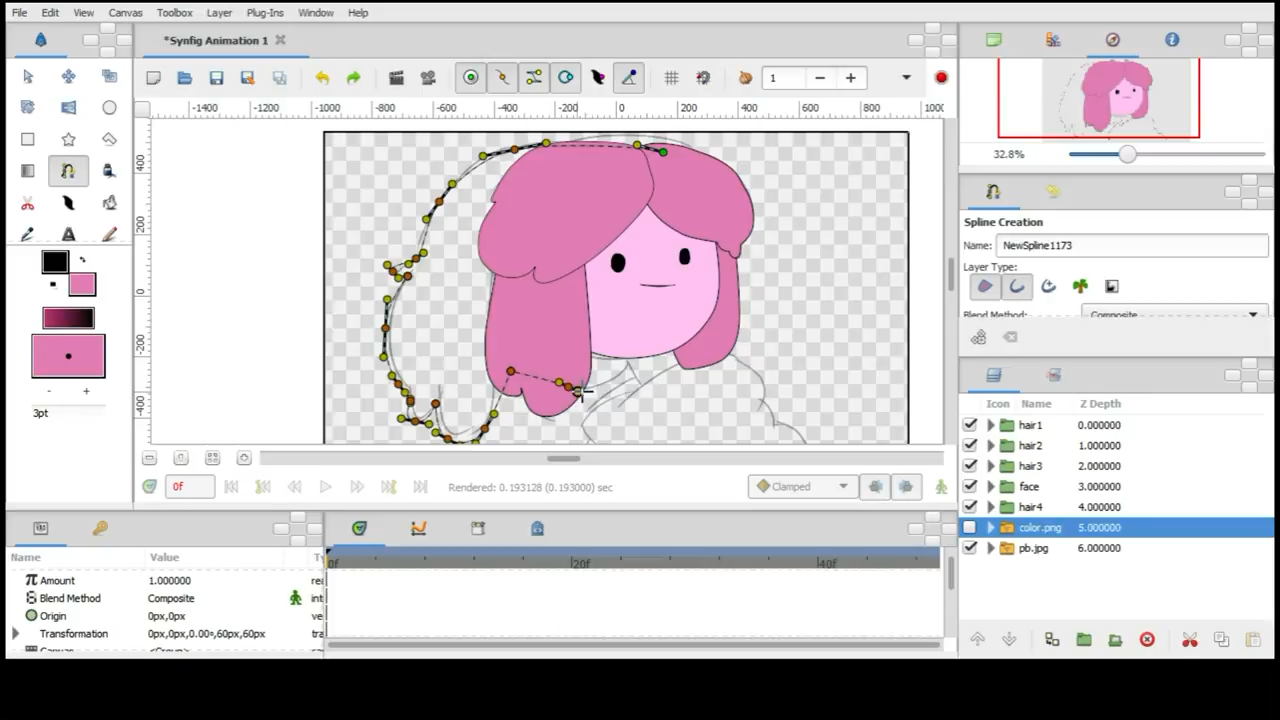 File Edit View Canvas Toolbox Layer Plug-Ins Window Help
*Synfig Animation 1
1
-1400 -1200 -1000 -800 -600 -400 -200 0 200 400 600 800 1000
400
200
0
-200
-400
3pt
32.8%
Spline Creation
Name: NewSpline1173
Layer Type:
Blend Method: Composite
Icon Name Z Depth
hair1 0.000000
hair2 1.000000
hair3 2.000000
face 3.000000
hair4 4.000000
color.png 5.000000
pb.jpg 6.000000
0f
Rendered: 0.193128 (0.193000) sec
Clamped
Name Value
Amount 1.000000
Blend Method Composite
Origin 0px,0px
Transformation 0px,0px,0.00°,60px,60px
0f 20f 40f